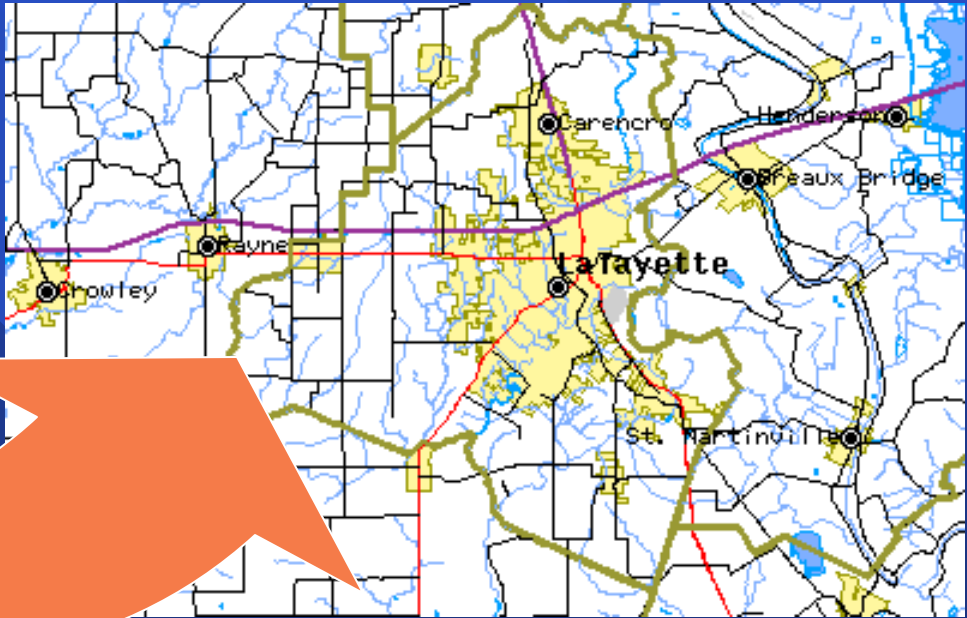 Carencro
Henderson
Breaux Bridge
Rayne
Lafayette
Crowley
St. Martinville